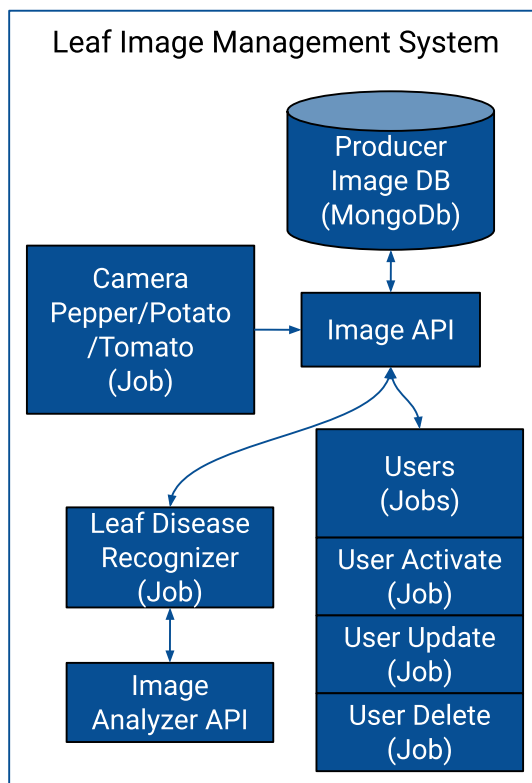 Leaf Image Management System
Producer
Image DB
(MongoDb)
Camera
Pepper/Potato
/Tomato
(Job)
Image API
Users
(Jobs)
Leaf Disease
Recognizer
(Job)
User Activate
(Job)
User Update
(Job)
Image
Analyzer API
User Delete
(Job)